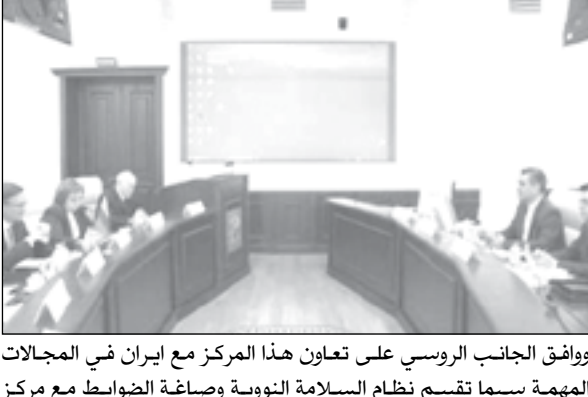 ووافق الجانب الروسي على تعاون هذا المركز مع ايران في المجالات
المهمة سيما تقسيم نظام السلامة النووية وصياغة الضوابط مع مركز